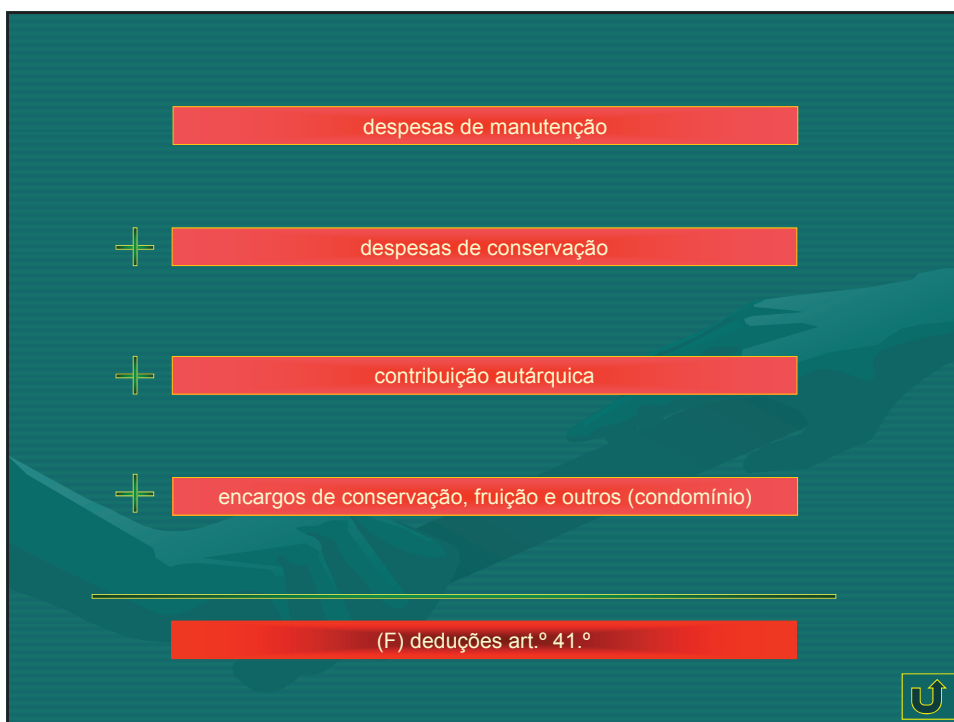 despesas de manutenção
despesas de conservação
contribuição autárquica
encargos de conservação, fruição e outros (condomínio)
(F) deduções art.º 41.º